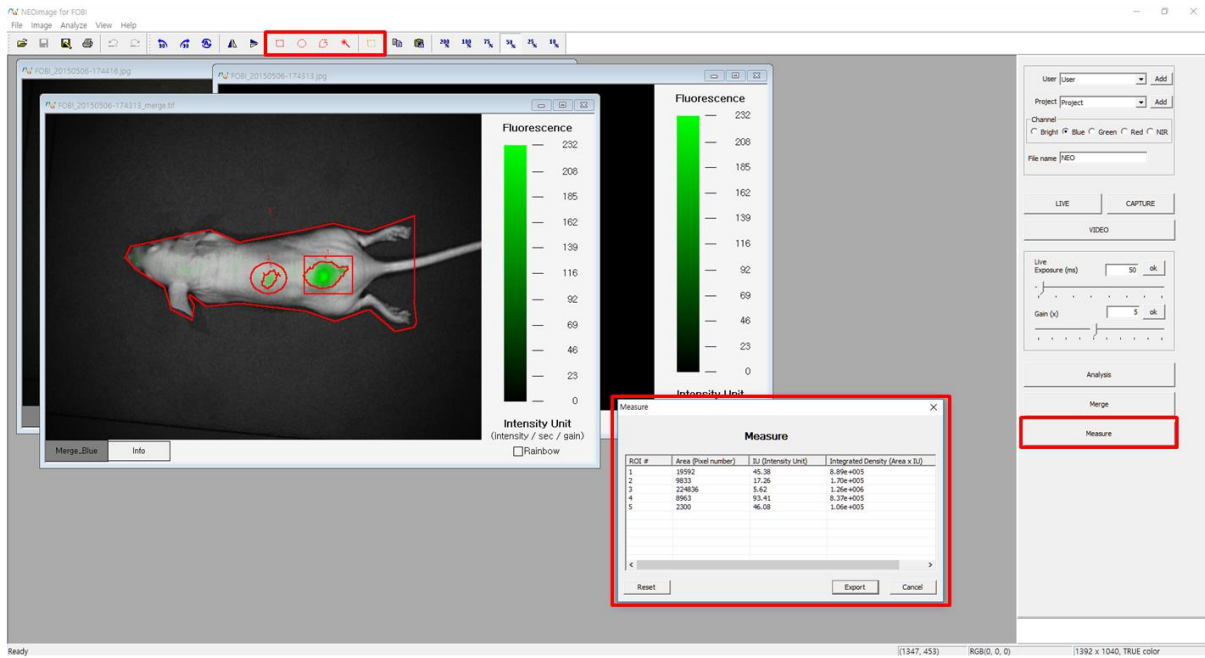 NEOimage for FOBI
File Image Analyze View Help
FOBI_20150506-174416.jpg
FOBI_20150506-174313.jpg
Fluorescence
232
208
185
162
139
116
92
69
46
23
0
Intensity Unit
FOBI_20150506-174313_merge.tif
Fluorescence
232
208
185
162
139
116
92
69
46
23
0
Intensity Unit
(intensity / sec / gain)
Rainbow
Merge_Blue Info
Measure
Measure
ROI # Area (Pixel number) IU (Intensity Unit) Integrated Density (Area x IU)
1 19592 45.38 8.89e+005
2 9833 17.26 1.70e+005
3 224836 5.62 1.26e+006
4 8963 93.41 8.37e+005
5 2300 46.08 1.06e+005
Reset Export Cancel
User User Add
Project Project Add
Channel
Bright Blue Green Red NIR
File name NEO
LIVE CAPTURE
VIDEO
Live
Exposure (ms) 50 ok
Gain (x) 5 ok
Analysis
Merge
Measure
Ready (1347, 453) RGB(0, 0, 0) 1392 x 1040, TRUE color